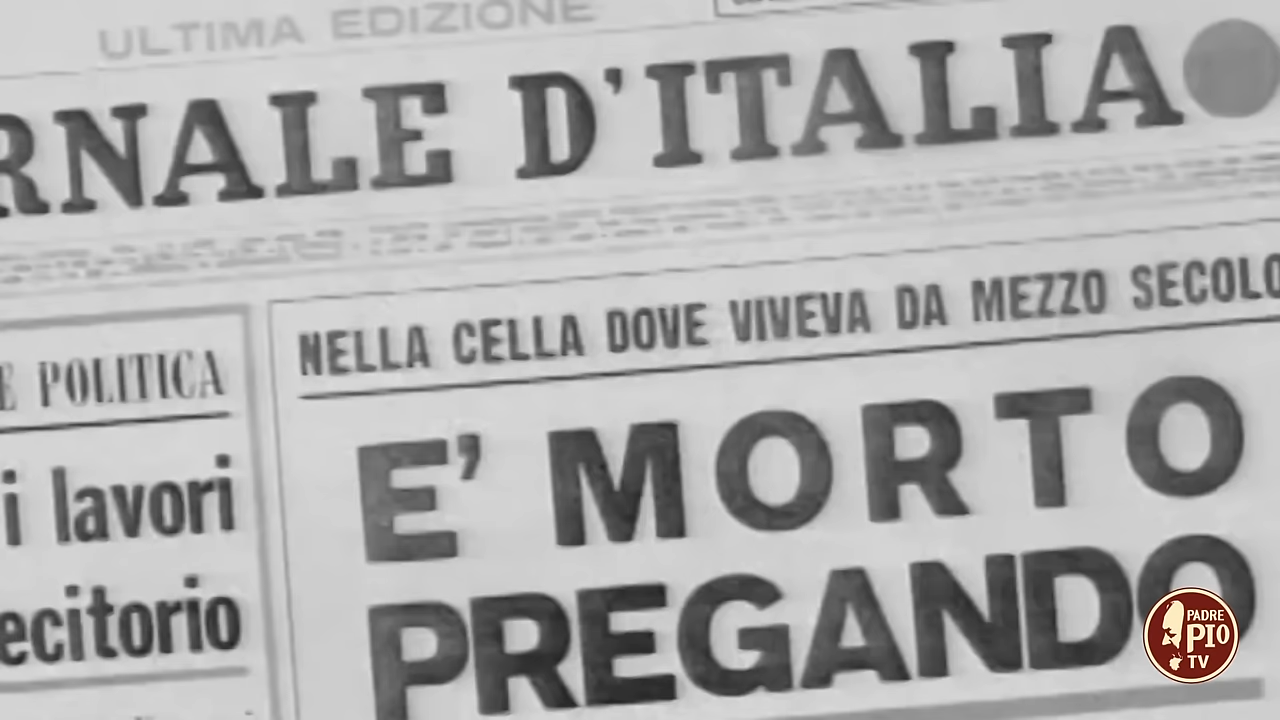 ULTIMA EDIZIONE
RNALE D'ITALIA
NELLA CELLA DOVE VIVEVA DA MEZZO SECOLO
E POLITICA
i lavori
ecitorio
E' MORTO
PREGANDO
PADRE
PIO
TV